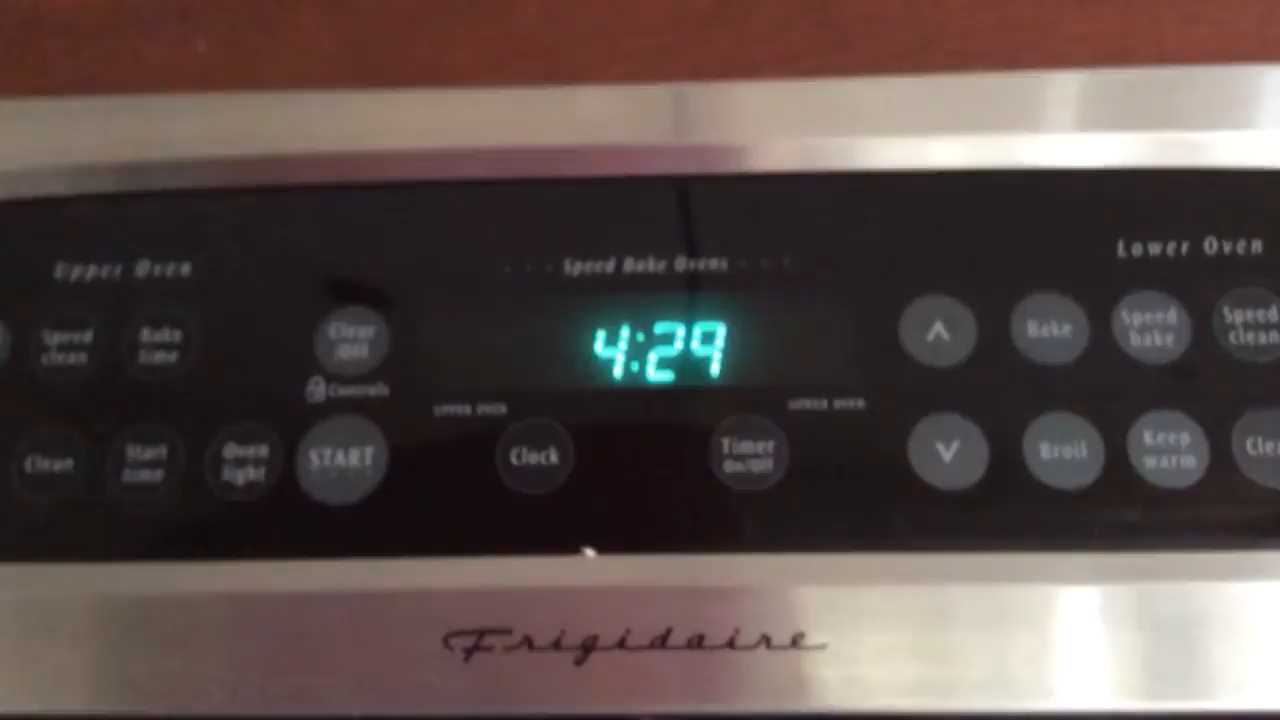 Upper Oven
Speed Bake Ovens
Lower Oven
Speed clean
Bake time
Clear /Off
4:29
^
Bake
Speed bake
Speed clean
Controls
UPPER OVEN
LOWER OVEN
Clean
Start time
Oven light
START
Clock
Timer On/Off
v
Broil
Keep warm
Frigidaire